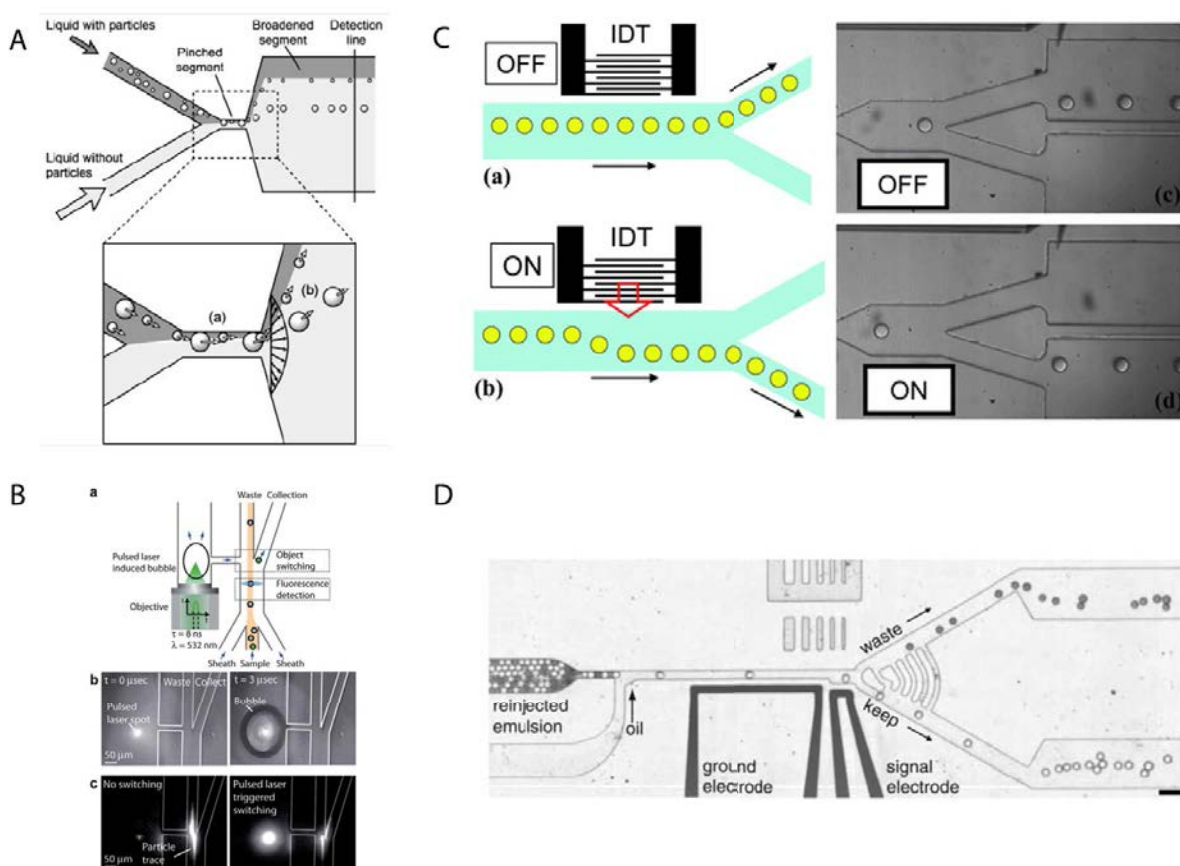 A
Liquid with particles
Pinched
segment
Broadened
segment
Detection
line
Liquid without
particles
(a)
(b)
B
a
Waste
Collection
Pulsed laser
induced bubble
Object
switching
Fluorescence
detection
Objective
τ = 8 ns
λ = 532 nm
Sheath
Sample
Sheath
b
τ = 0 μsec
Waste
Collect
τ = 3 μsec
Pulsed
laser spot
Bubble
50 μm
c
No switching
Pulsed laser
triggered
switching
Particle
trace
50 μm
C
OFF
IDT
(a)
ON
IDT
(b)
OFF
(c)
ON
(d)
D
reinjected
emulsion
oil
waste
keep
ground
electrode
signal
electrode